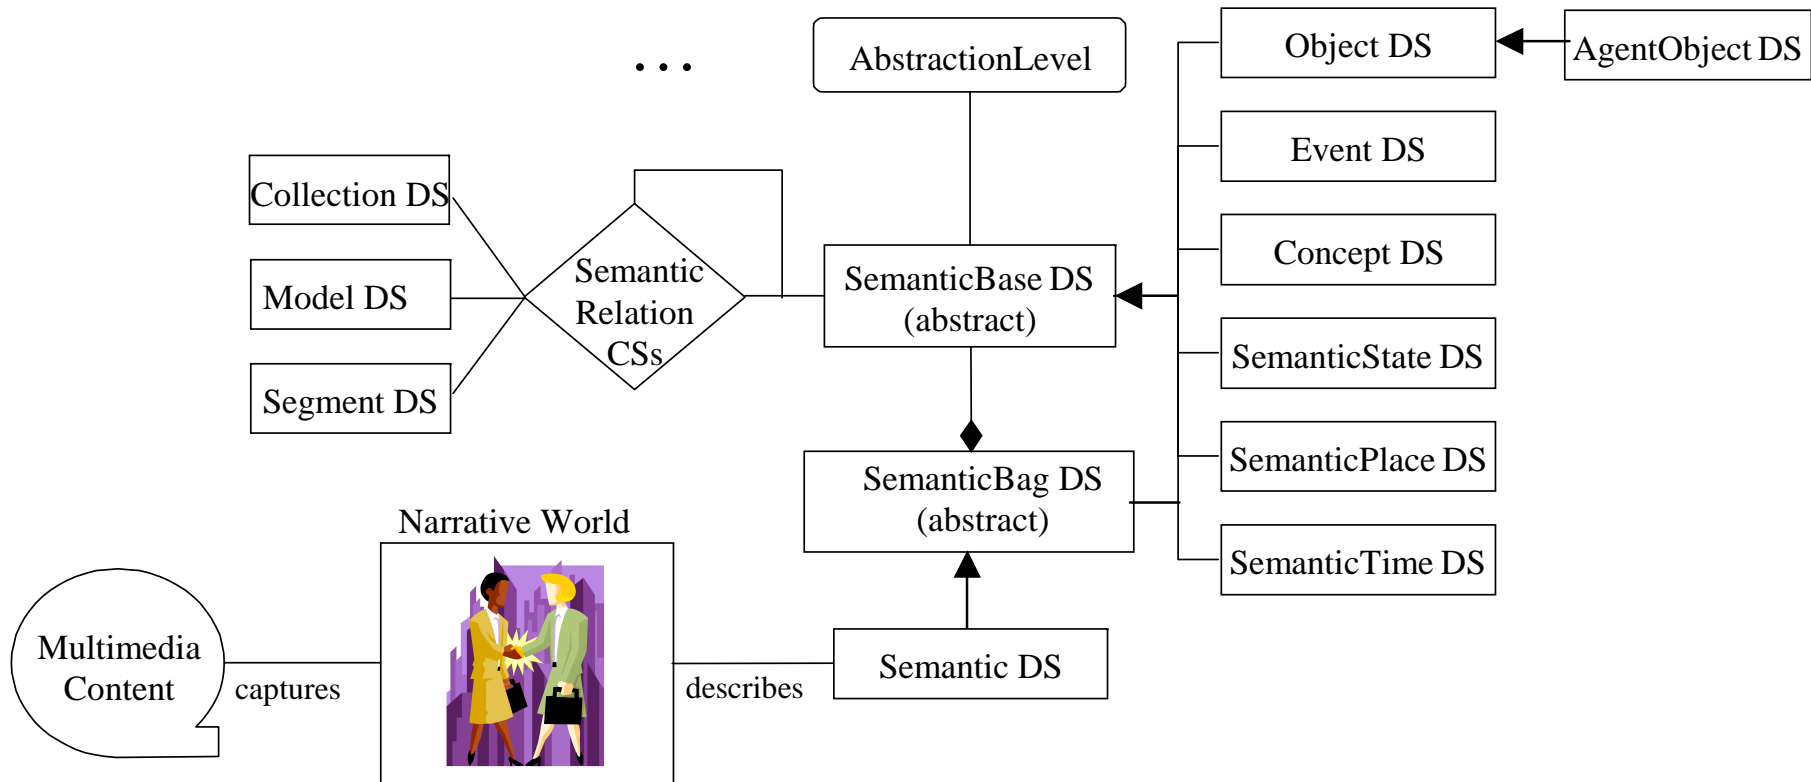 ...
AbstractionLevel
Object DS
AgentObject DS
Event DS
Collection DS
Concept DS
Semantic
Relation
CSs
SemanticBase DS
(abstract)
Model DS
SemanticState DS
Segment DS
SemanticPlace DS
SemanticBag DS
(abstract)
Narrative World
SemanticTime DS
Multimedia
Content
captures
describes
Semantic DS